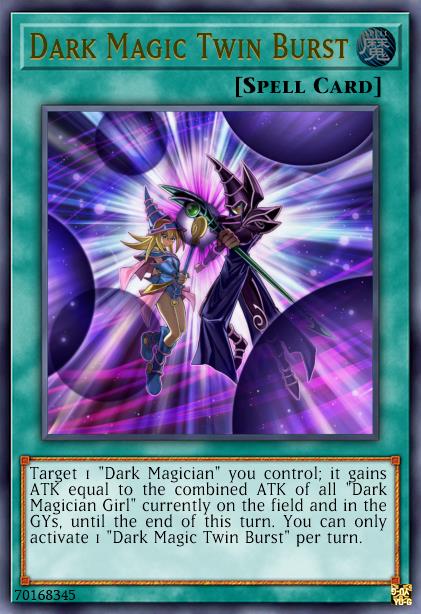 Dark Magic Twin Burst 魔
[Spell Card]
Target 1 "Dark Magician" you control; it gains
ATK equal to the combined ATK of all "Dark
Magician Girl" currently on the field and in the
GYs, until the end of this turn. You can only
activate 1 "Dark Magic Twin Burst" per turn.
70168345